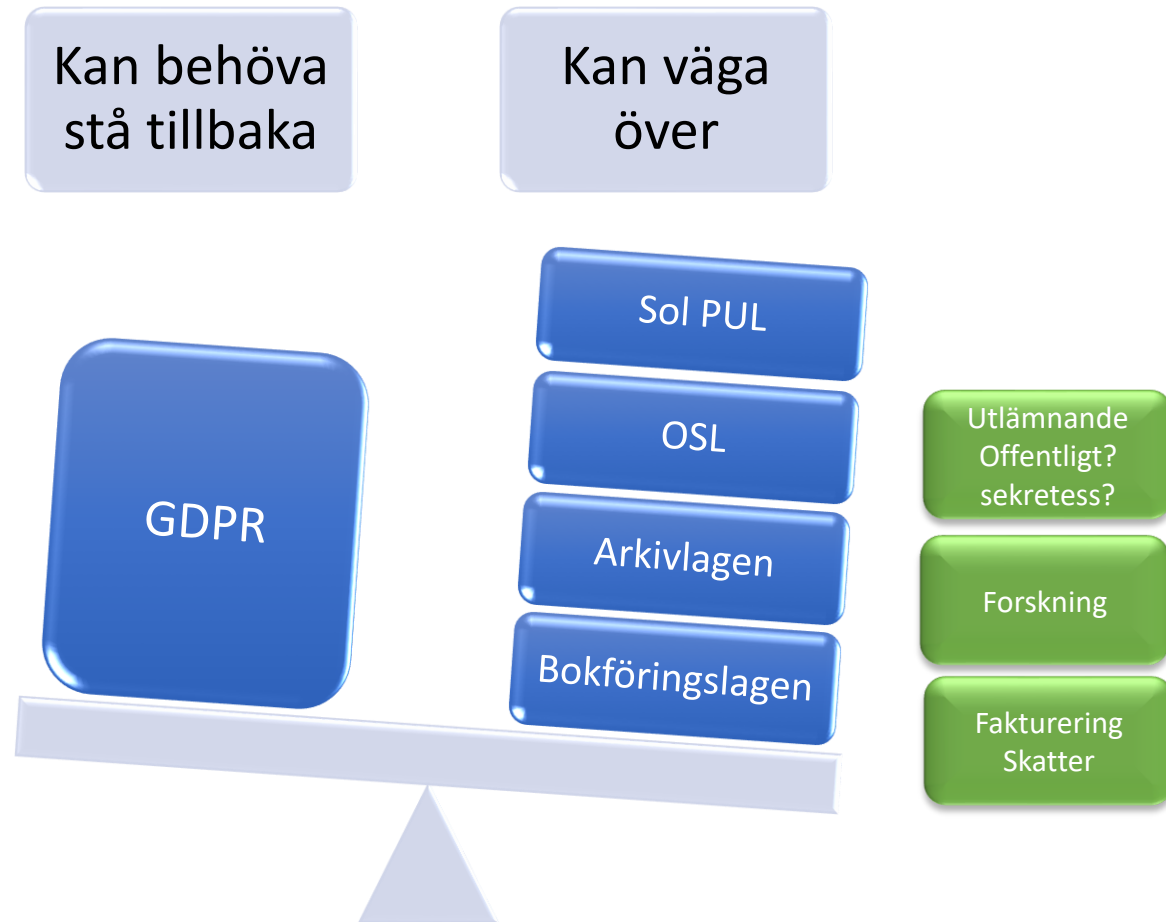 Kan behöva
stå tillbaka
Kan väga
över
GDPR
Sol PUL
OSL
Arkivlagen
Bokföringslagen
Utlämnande
Offentligt?
sekretess?
Forskning
Fakturering
Skatter